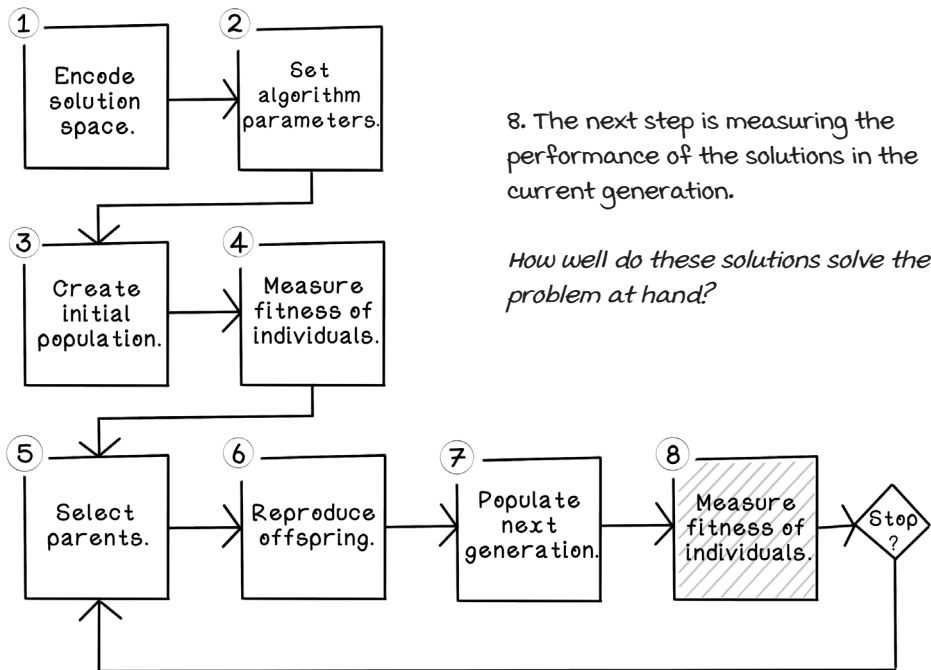 1
Encode
solution
space.
2
Set
algorithm
parameters.
8. The next step is measuring the
performance of the solutions in the
current generation.
How well do these solutions solve the
problem at hand?
3
Create
initial
population.
4
Measure
fitness of
individuals.
5
Select
parents.
6
Reproduce
offspring.
7
Populate
next
generation.
8
Measure
fitness of
individuals.
Stop
?